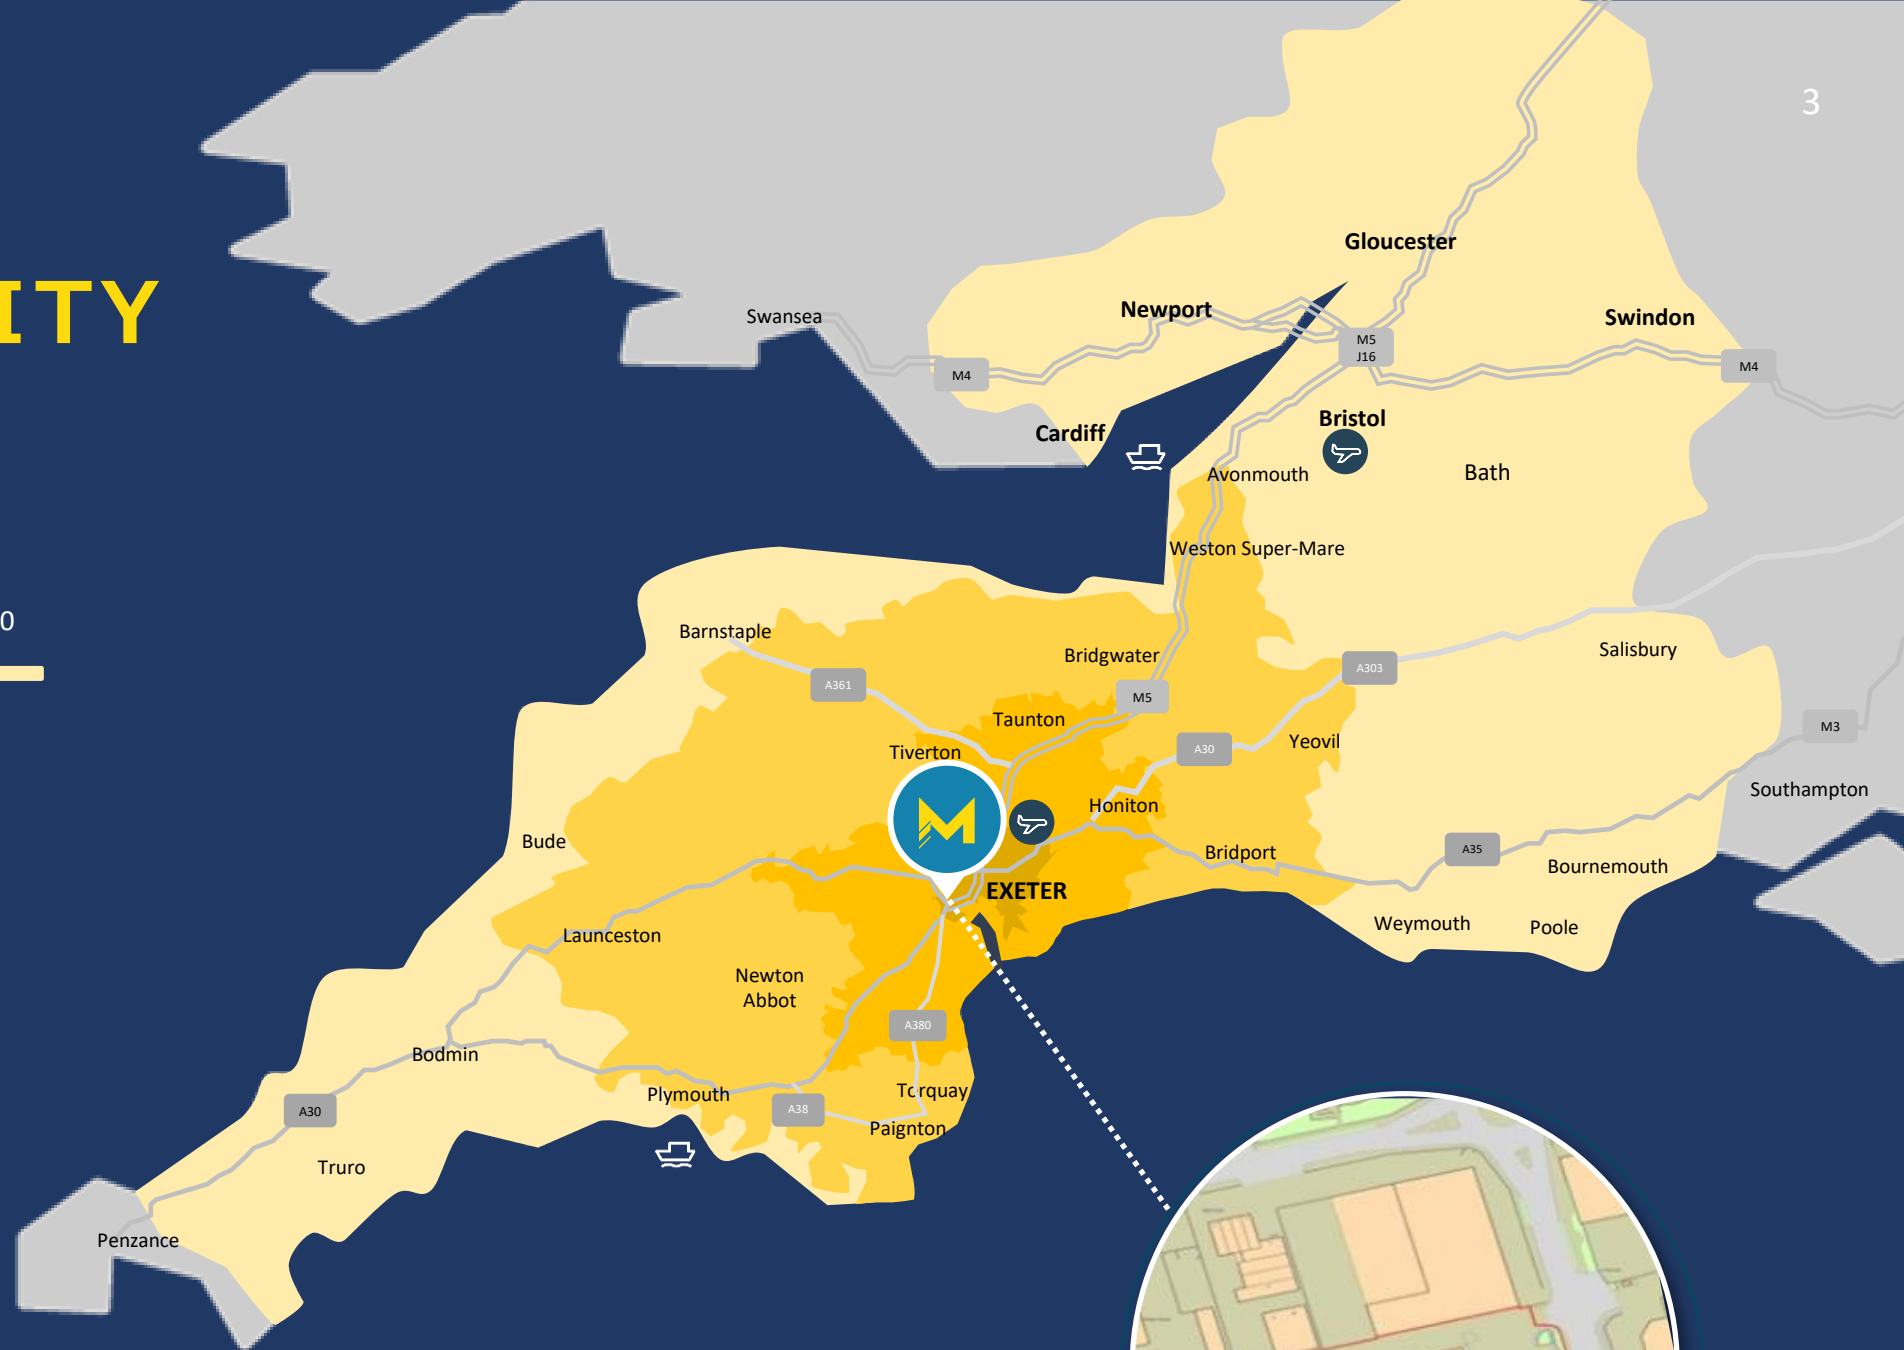 3
Gloucester
ITY
Swansea
Newport
Swindon
M5
J16
M4
M4
Cardiff
Bristol
Avonmouth
Bath
Weston Super-Mare
0
Barnstaple
Bridgwater
Salisbury
A303
A361
M5
Taunton
M3
Tiverton
A30
Yeovil
Southampton
Honiton
M
Bude
Bridport
A35
Bournemouth
EXETER
Launceston
Weymouth
Poole
Newton
Abbot
A380
Bodmin
Plymouth
Torquay
A30
A38
Paignton
Truro
Penzance